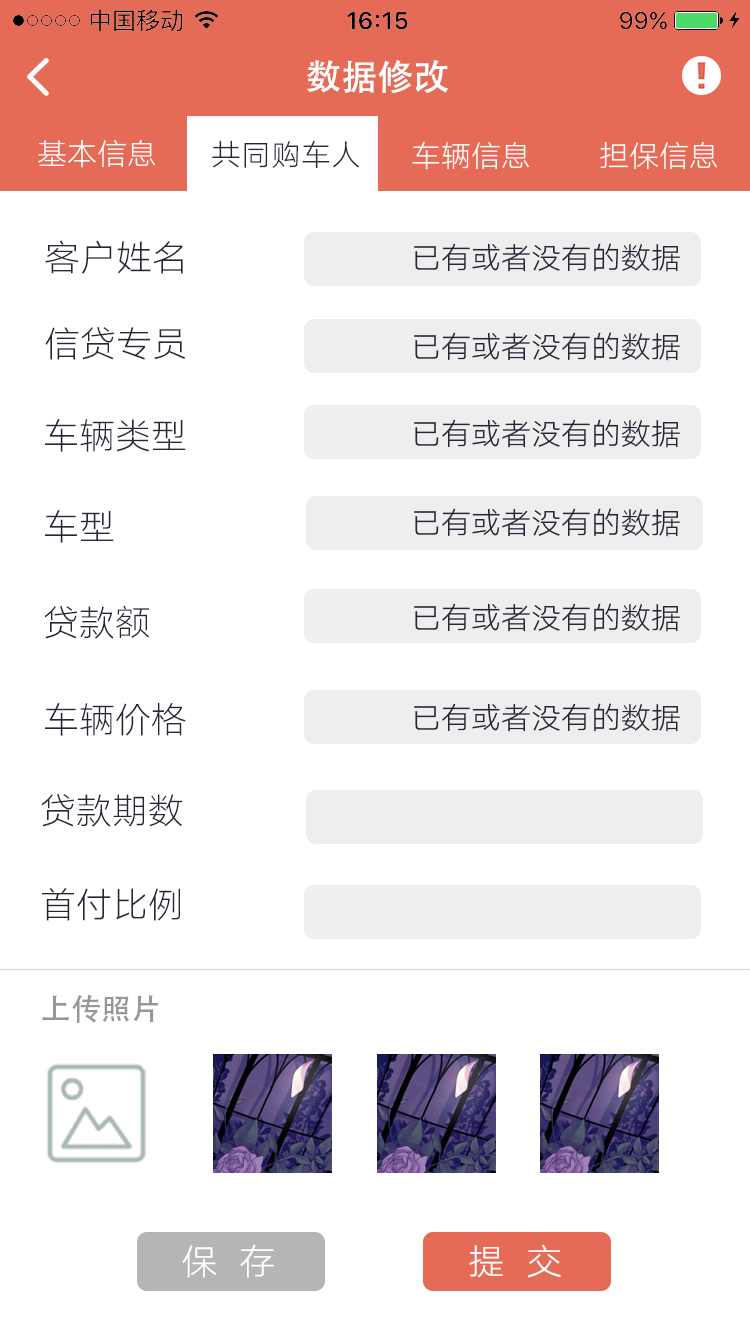 中国移动 16:15 99%
数据修改
基本信息 共同购车人 车辆信息 担保信息
客户姓名 已有或者没有的数据
信贷专员 已有或者没有的数据
车辆类型 已有或者没有的数据
车型 已有或者没有的数据
贷款额 已有或者没有的数据
车辆价格 已有或者没有的数据
贷款期数
首付比例
上传照片
保 存 提 交